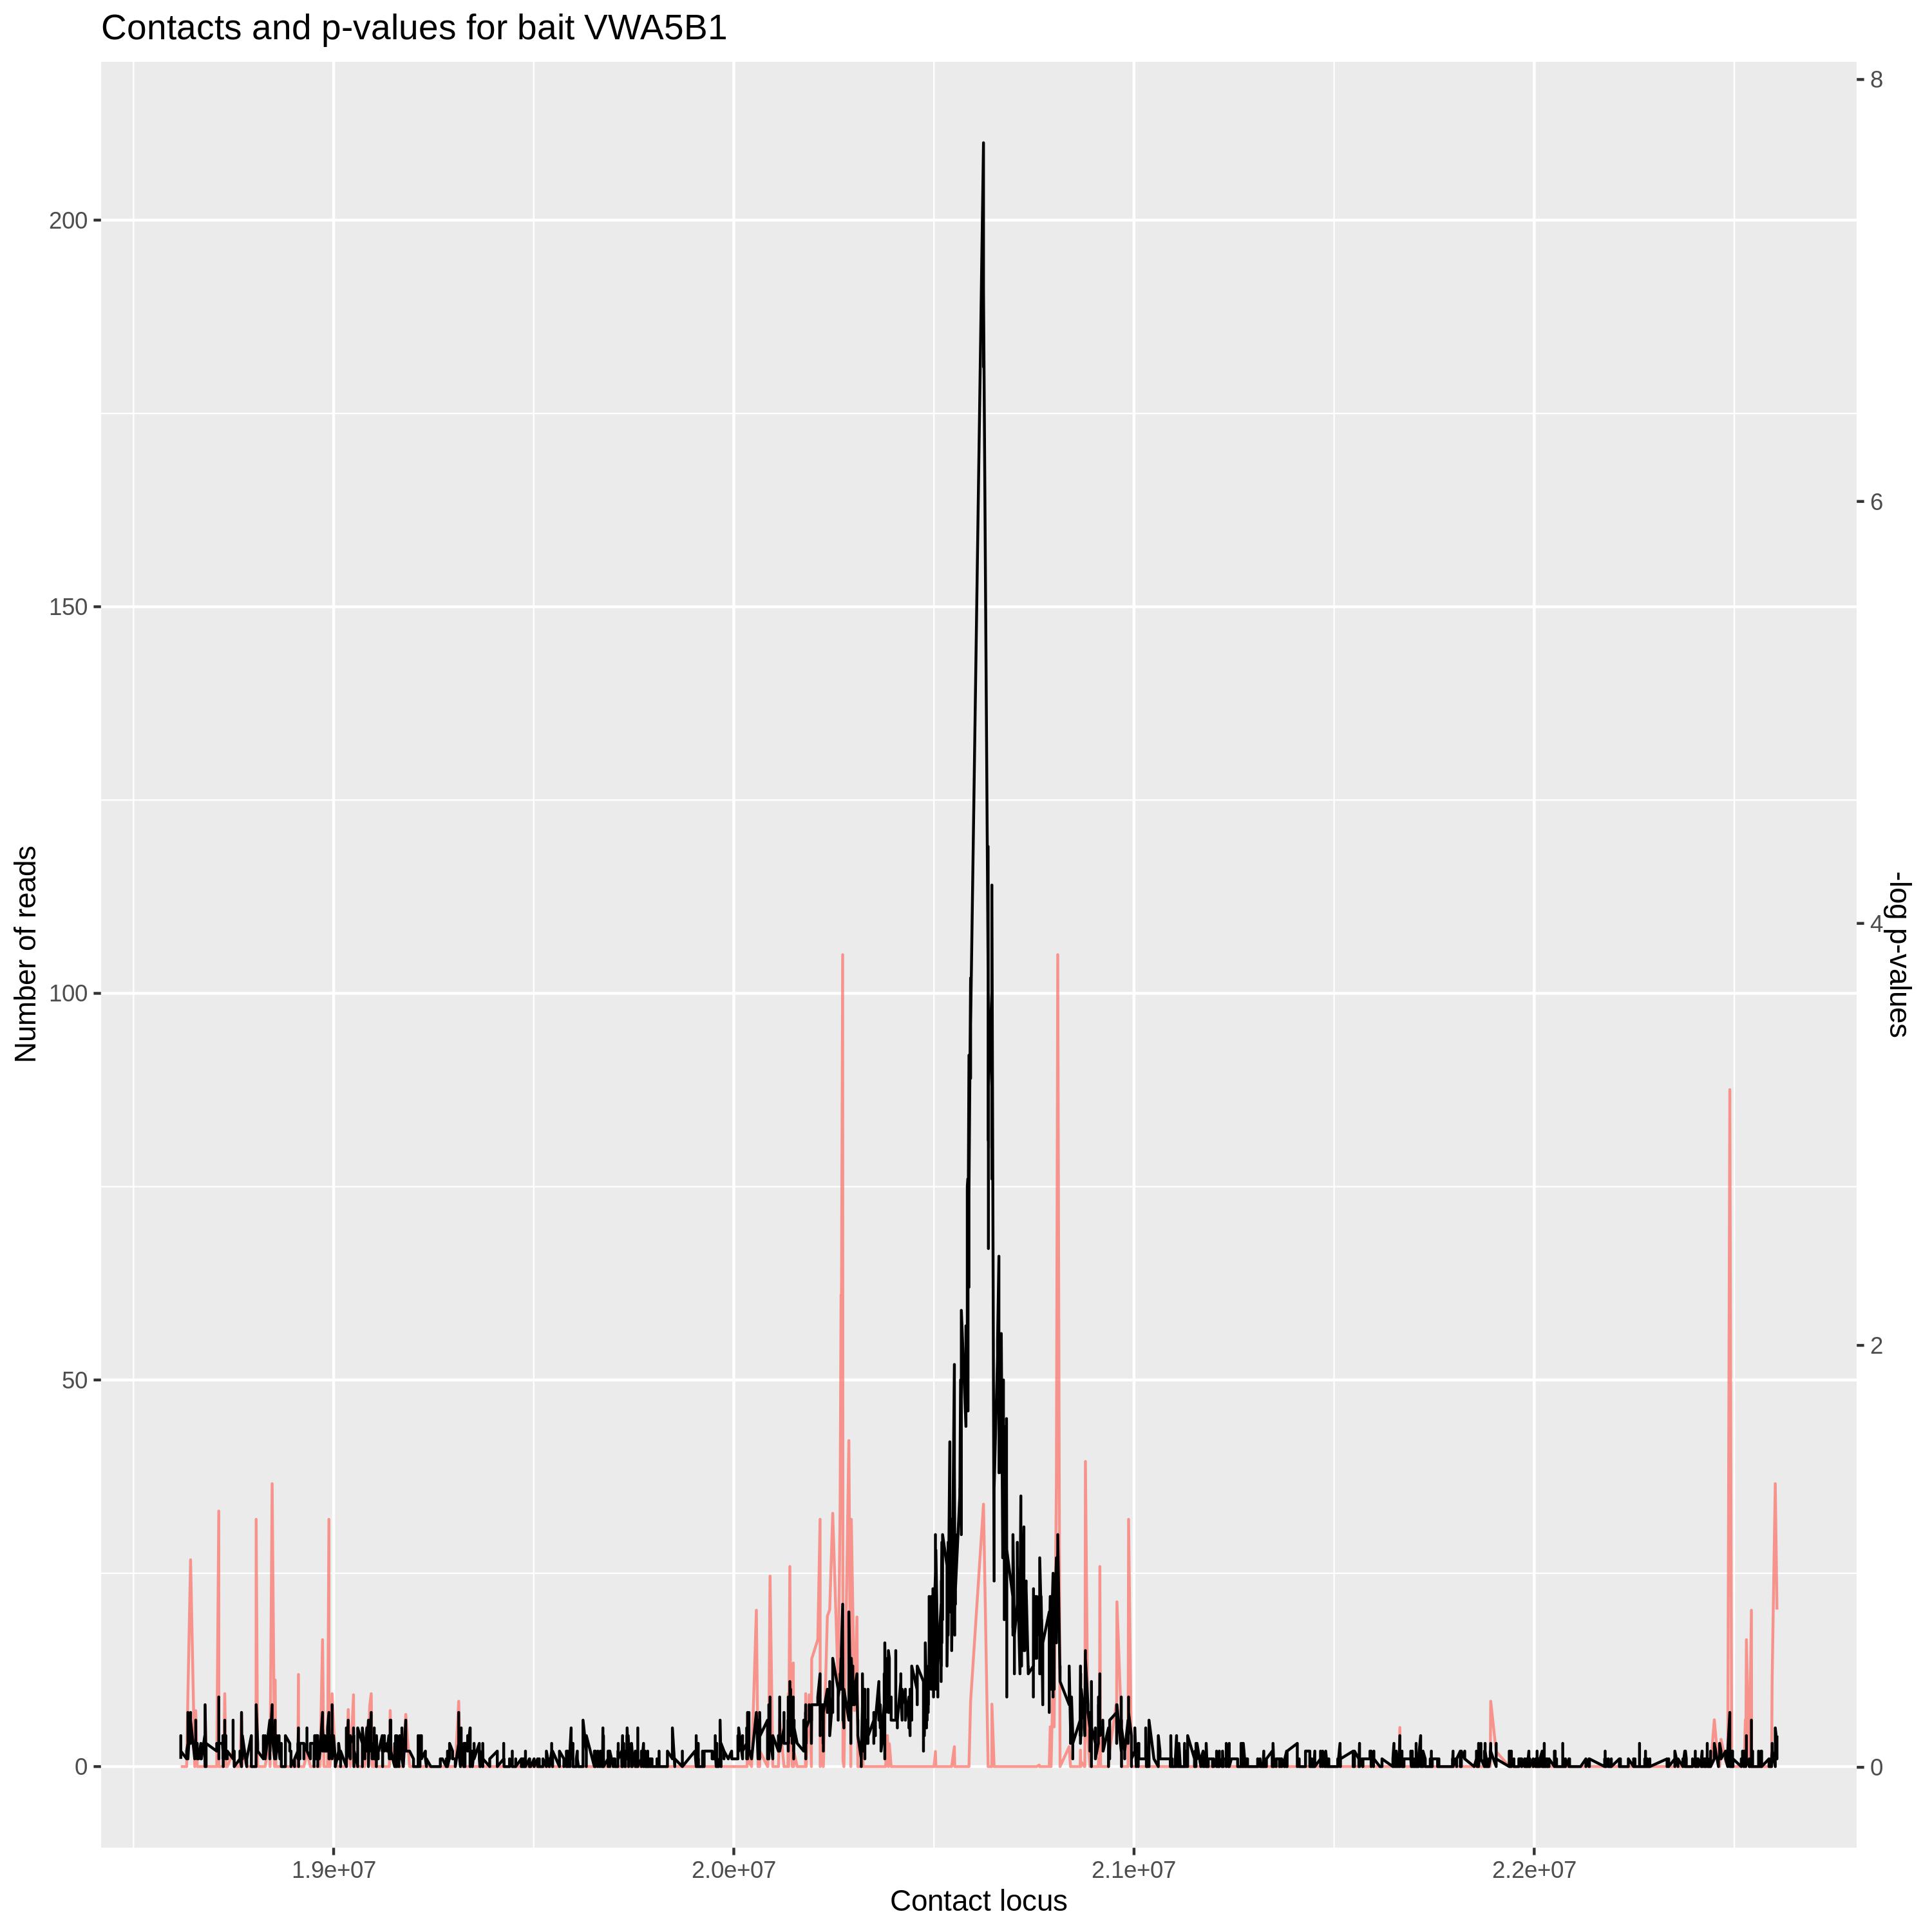 Contacts and p-values for bait VWA5B1
8
200
6
150
4
Number of reads
-log p-values
100
2
50
0
0
1.9e+07 2.0e+07 2.1e+07 2.2e+07
Contact locus